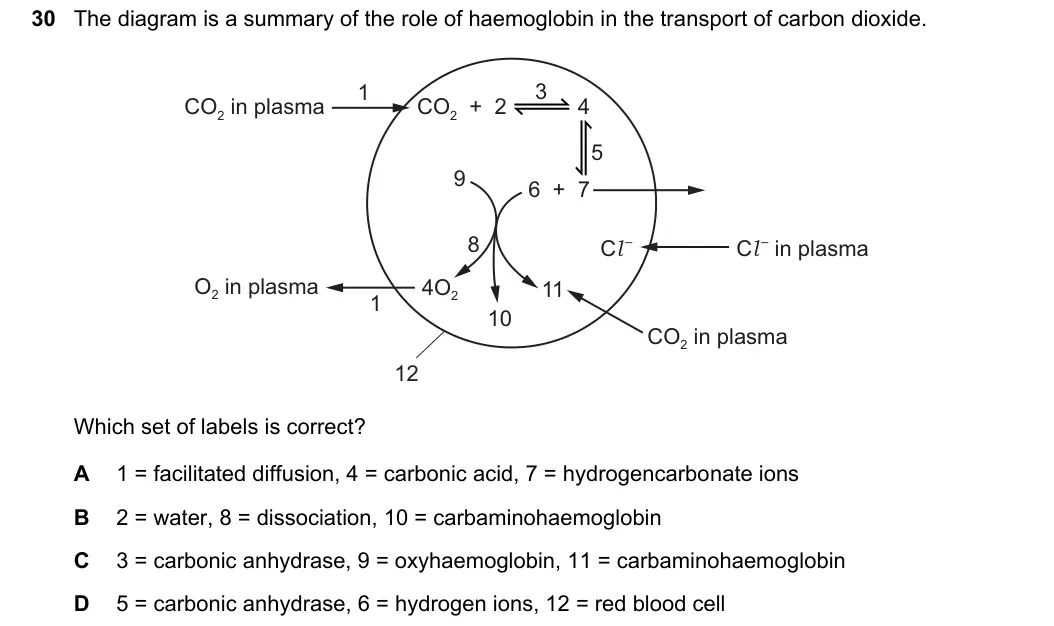 30 The diagram is a summary of the role of haemoglobin in the transport of carbon dioxide.
CO₂ in plasma 1 CO₂ + 2 3 4
5
9 6 + 7
8 Cl⁻ Cl⁻ in plasma
O₂ in plasma 1 4O₂ 11
10
CO₂ in plasma
12
Which set of labels is correct?
A 1 = facilitated diffusion, 4 = carbonic acid, 7 = hydrogencarbonate ions
B 2 = water, 8 = dissociation, 10 = carbaminohaemoglobin
C 3 = carbonic anhydrase, 9 = oxyhaemoglobin, 11 = carbaminohaemoglobin
D 5 = carbonic anhydrase, 6 = hydrogen ions, 12 = red blood cell